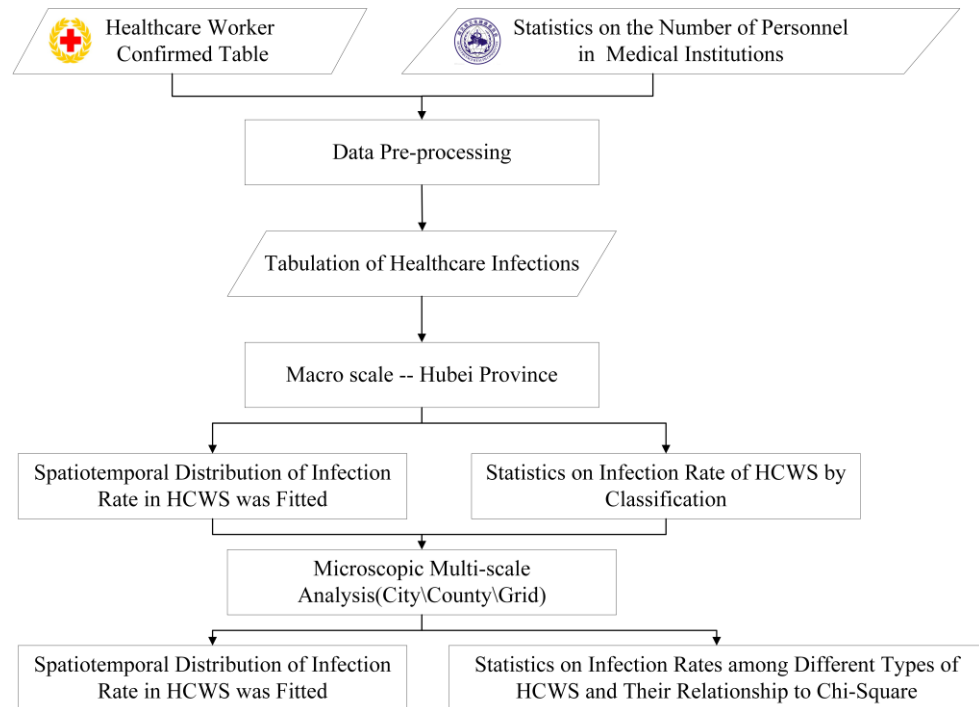 Healthcare Worker
Confirmed Table
Statistics on the Number of Personnel
in Medical Institutions
Data Pre-processing
Tabulation of Healthcare Infections
Macro scale -- Hubei Province
Spatiotemporal Distribution of Infection
Rate in HCWS was Fitted
Statistics on Infection Rate of HCWS by
Classification
Microscopic Multi-scale
Analysis(City\County\Grid)
Spatiotemporal Distribution of Infection
Rate in HCWS was Fitted
Statistics on Infection Rates among Different Types of
HCWS and Their Relationship to Chi-Square